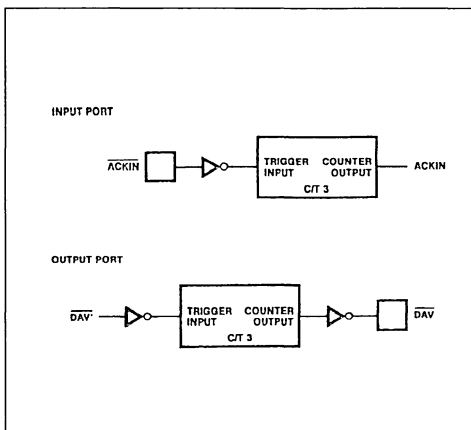 INPUT PORT
ACKIN
TRIGGER INPUT
COUNTER OUTPUT
ACKIN
C/T 3
OUTPUT PORT
DAV'
TRIGGER INPUT
COUNTER OUTPUT
DAV
C/T 3